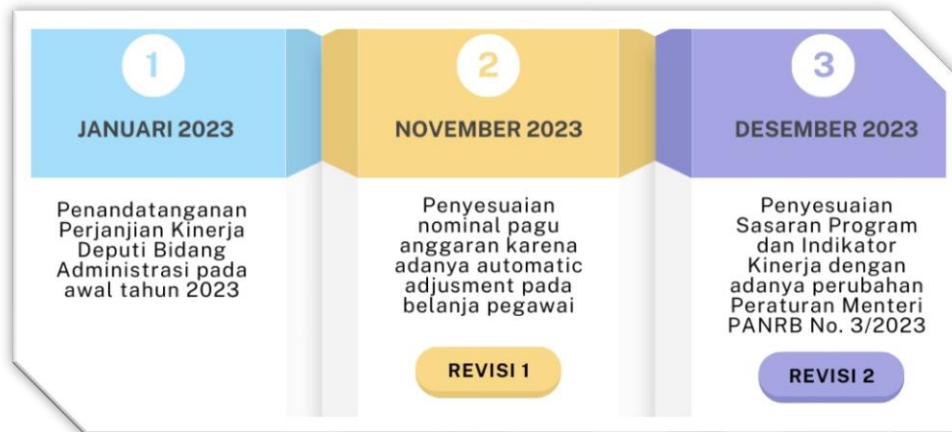 1
JANUARI 2023
Penandatanganan
Perjanjian Kinerja
Deputi Bidang
Administrasi pada
awal tahun 2023
2
NOVEMBER 2023
Penyesuaian
nominal pagu
anggaran karena
adanya automatic
adjusment pada
belanja pegawai
REVISI 1
3
DESEMBER 2023
Penyesuaian
Sasaran Program
dan Indikator
Kinerja dengan
adanya perubahan
Peraturan Menteri
PANRB No. 3/2023
REVISI 2